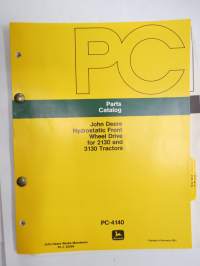 PC
Parts
Catalog
John Deere
Hydrostatic Front
Wheel Drive
for 2130 and
3130 Tractors
PC-4140